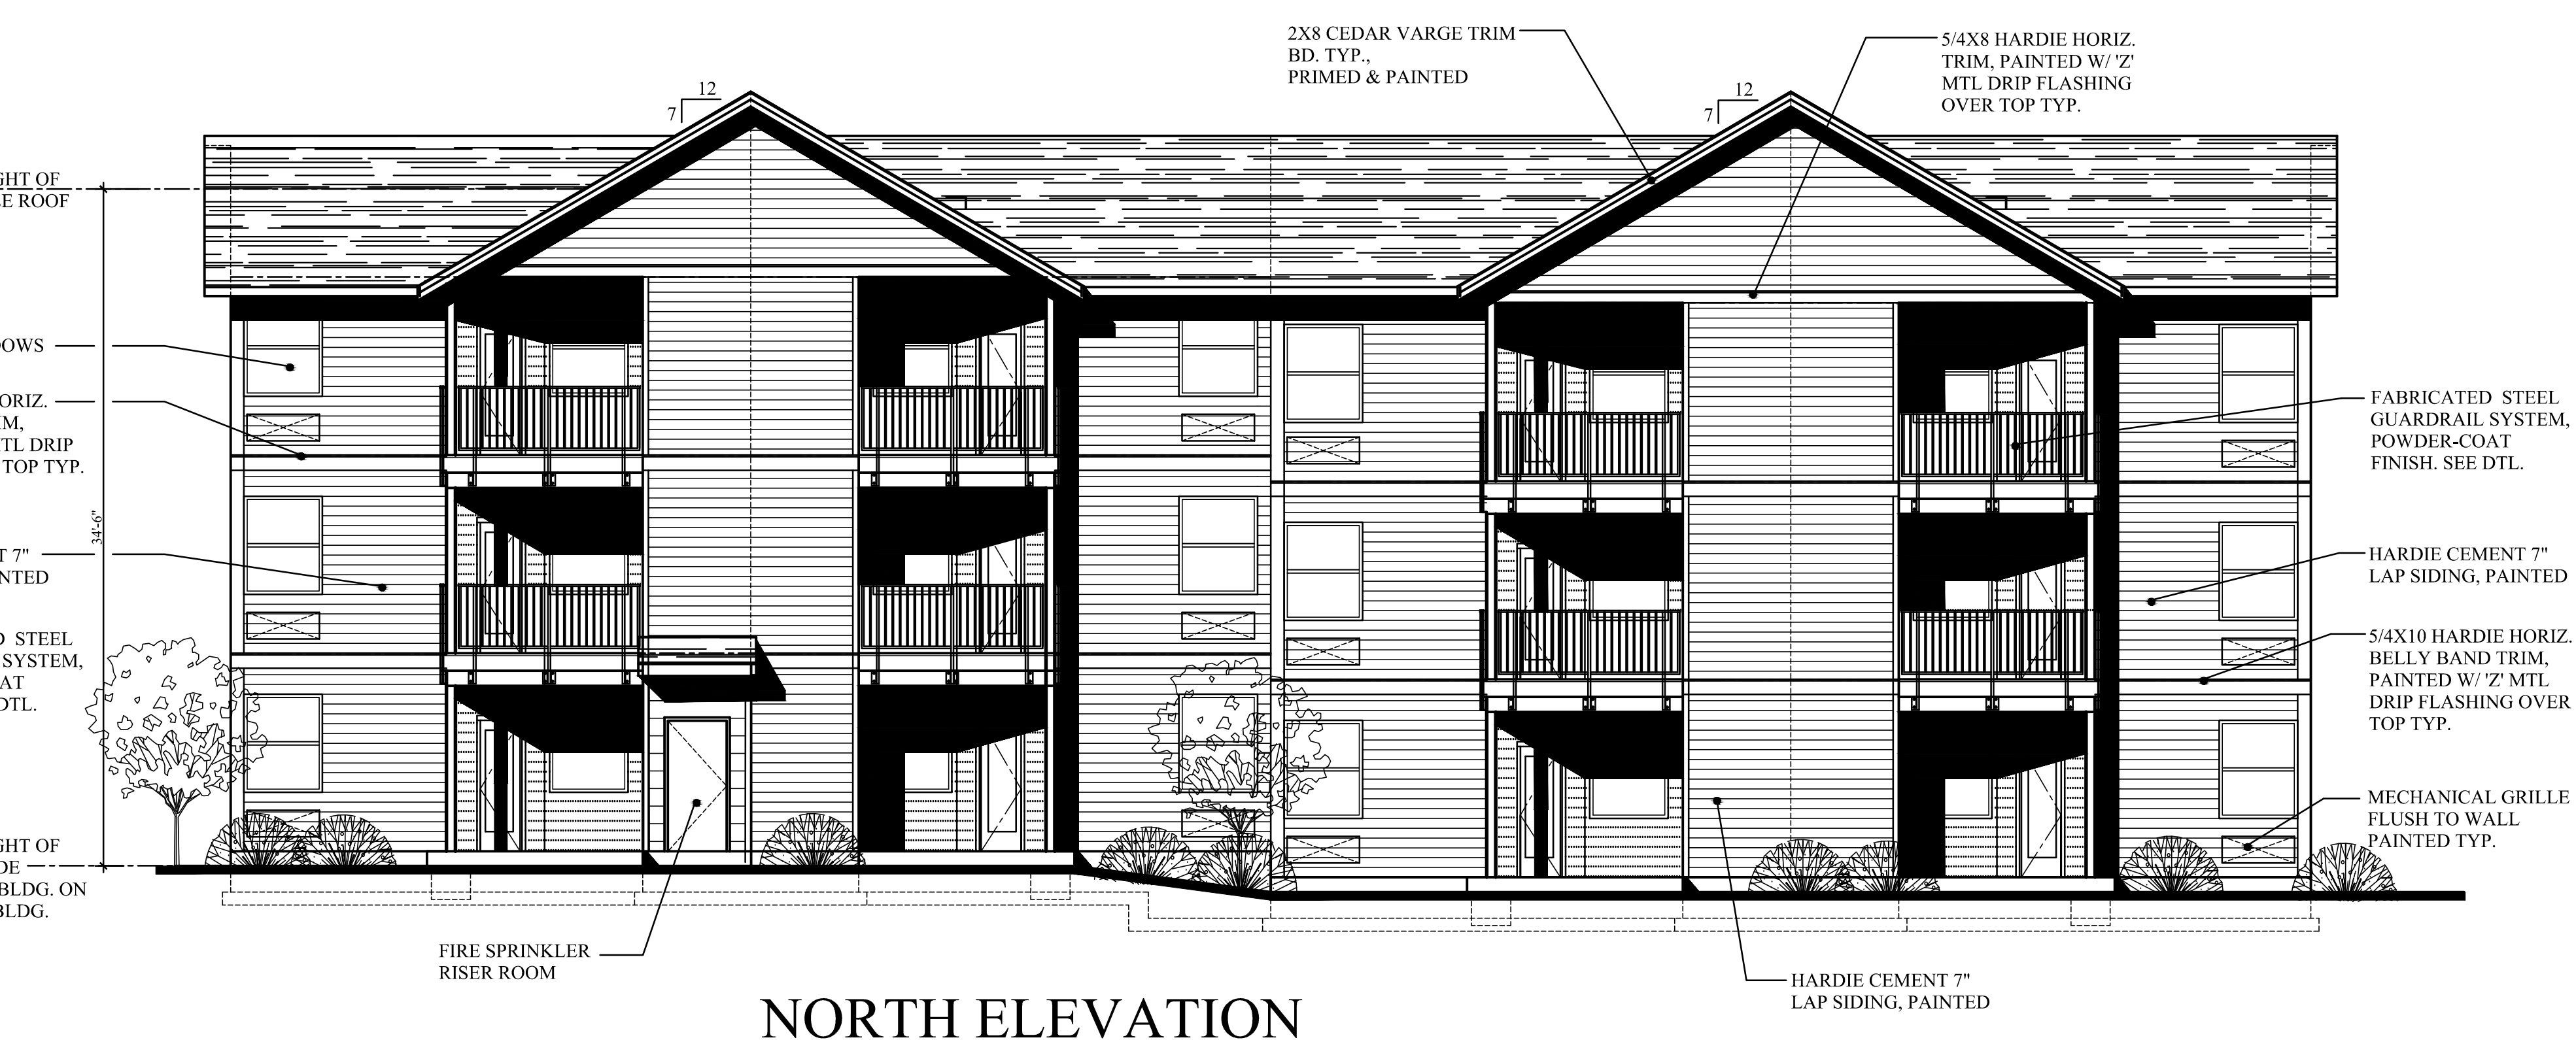 2X8 CEDAR VARGE TRIM
BD. TYP.,
PRIMED & PAINTED
5/4X8 HARDIE HORIZ.
TRIM, PAINTED W/ 'Z'
MTL DRIP FLASHING
OVER TOP TYP.
12
7
12
7
GHT OF
E ROOF
OWS
ORIZ.
IM,
MTL DRIP
TOP TYP.
34'-6"
T 7"
NTED
D STEEL
SYSTEM,
AT
DTL.
GHT OF
DE
BLDG. ON
BLDG.
FABRICATED STEEL
GUARDRAIL SYSTEM,
POWDER-COAT
FINISH. SEE DTL.
HARDIE CEMENT 7"
LAP SIDING, PAINTED
5/4X10 HARDIE HORIZ.
BELLY BAND TRIM,
PAINTED W/ 'Z' MTL
DRIP FLASHING OVER
TOP TYP.
MECHANICAL GRILLE
FLUSH TO WALL
PAINTED TYP.
FIRE SPRINKLER
RISER ROOM
HARDIE CEMENT 7"
LAP SIDING, PAINTED
NORTH ELEVATION